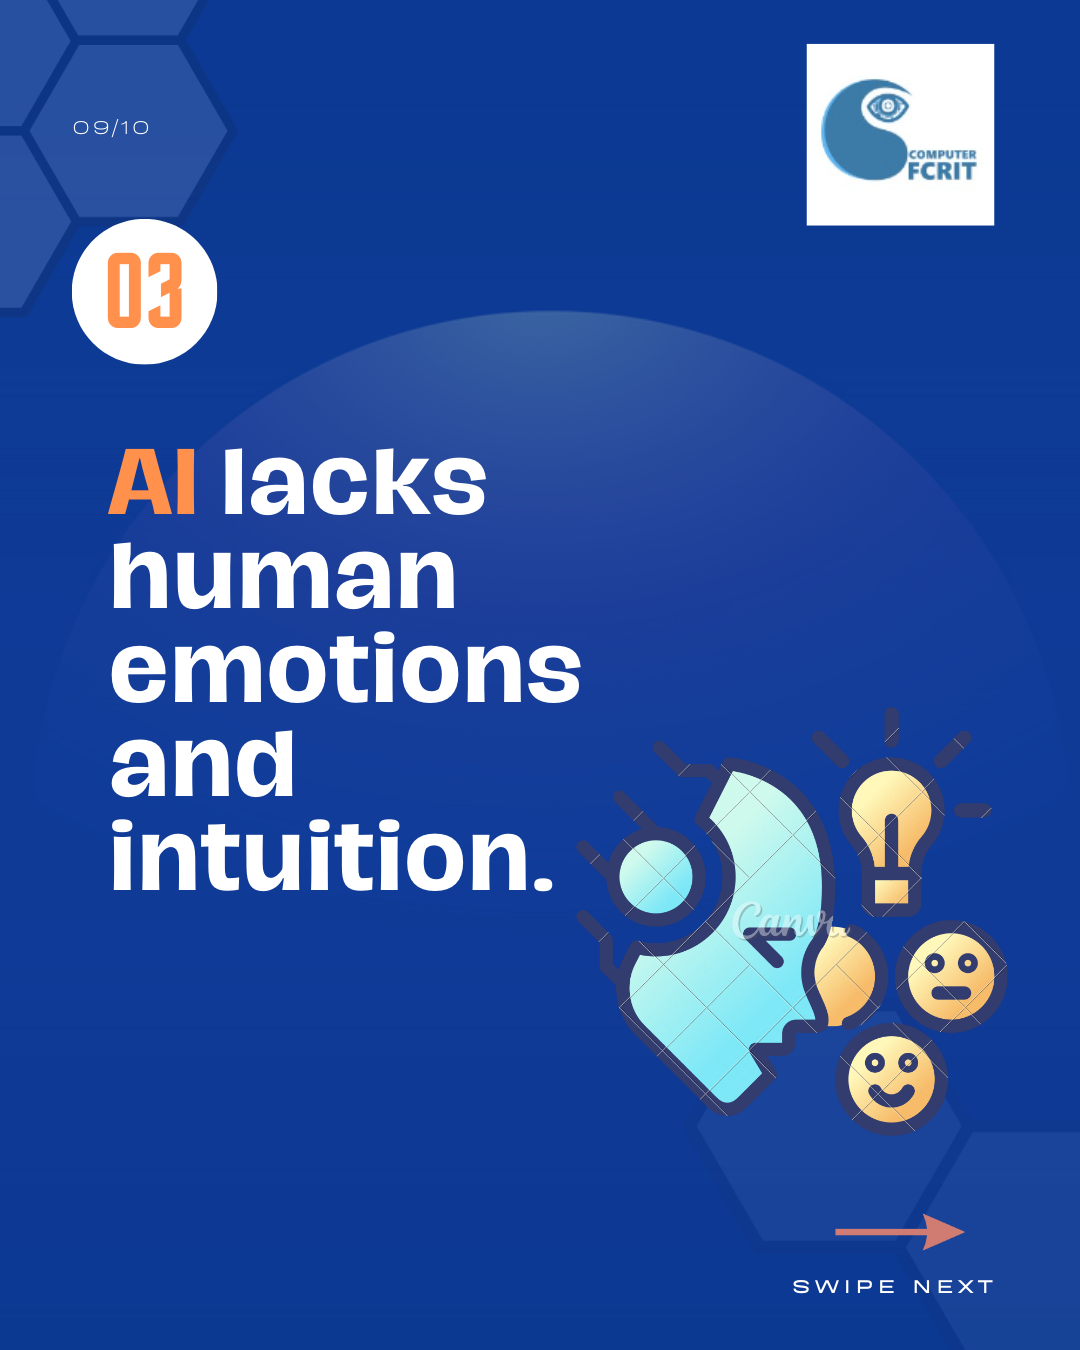 09/10
COMPUTER
FCRIT
03
AI lacks
human
emotions
and
intuition.
Canva
SWIPE NEXT